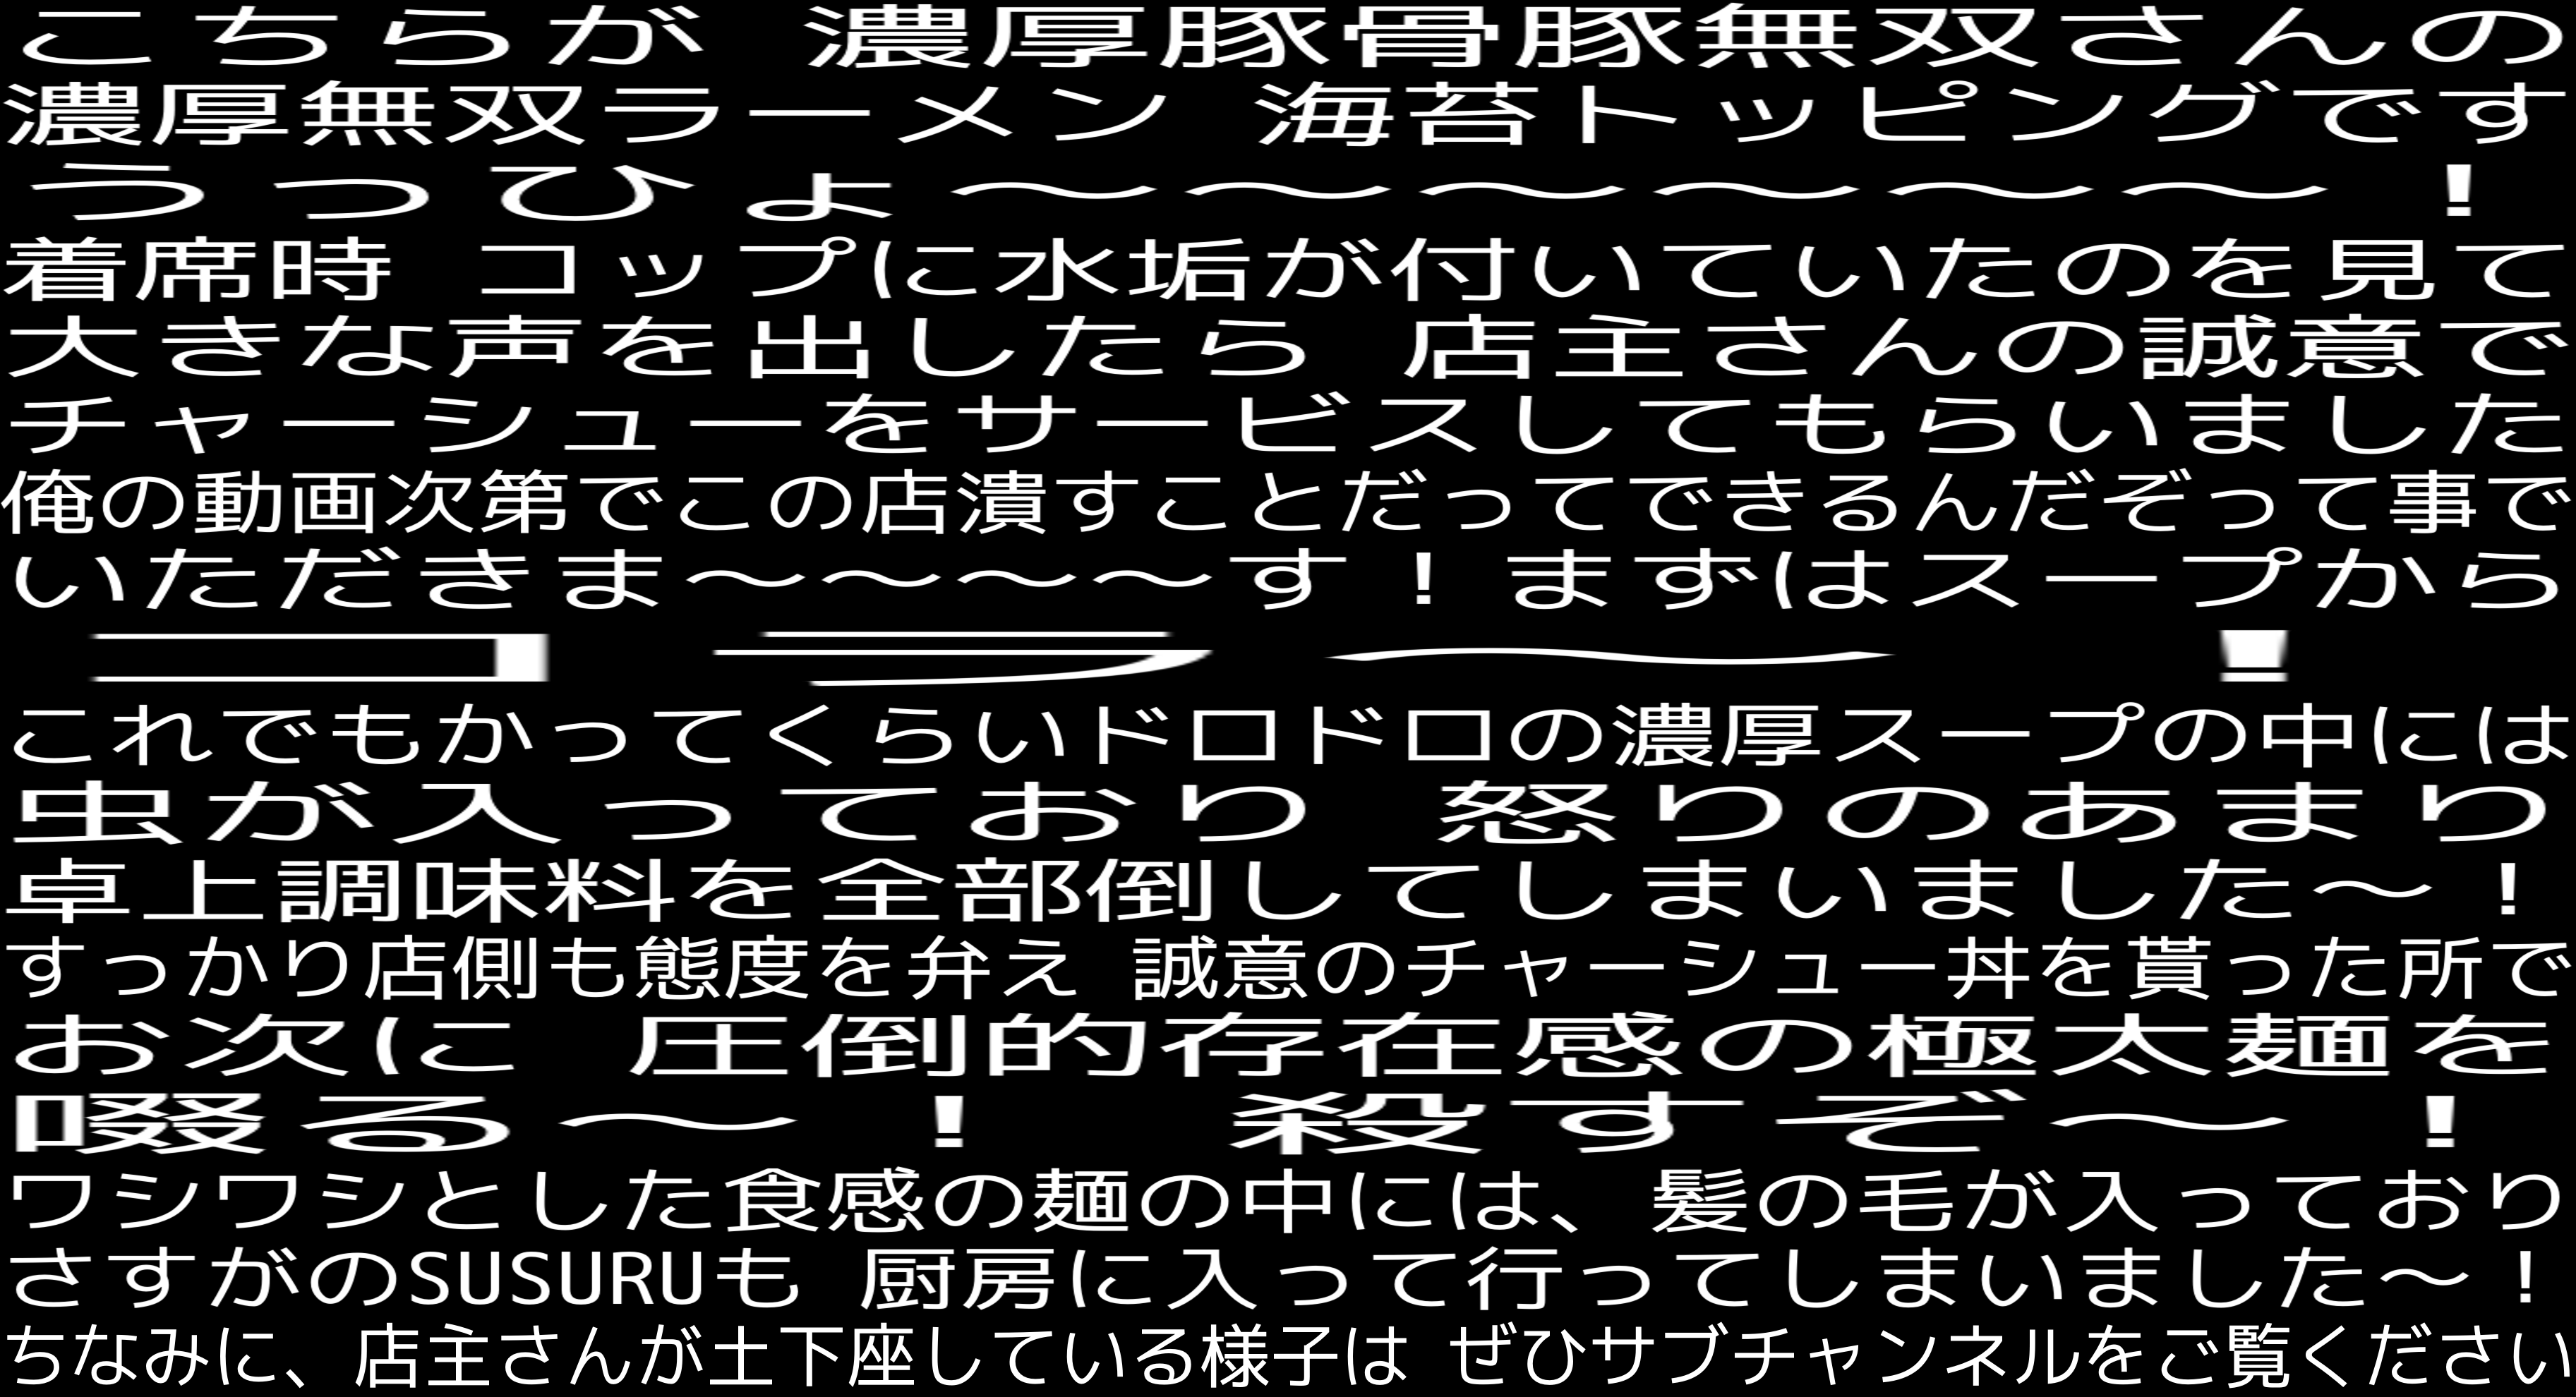 こちらが 濃厚豚骨豚無双さんの
濃厚無双ラーメン 海苔トッピングです
うっひょ～～～～～～！
着席時 コップに水垢が付いていたのを見て
大きな声を出したら 店主さんの誠意で
チャーシューをサービスしてもらいました
俺の動画次第でこの店潰すことだってできるんだぞって事で
いただきま～～～～す！まずはスープから
コラ～！
これでもかってくらいドロドロの濃厚スープの中には
虫が入っており 怒りのあまり
卓上調味料を全部倒してしまいました～！
すっかり店側も態度を弁え 誠意のチャーシュー丼を貰った所で
お次に 圧倒的存在感の極太麺を
啜る～！ 殺すぞ～！
ワシワシとした食感の麺の中には、髪の毛が入っており
さすがのSUSURUも 厨房に入って行ってしまいました～！
ちなみに、店主さんが土下座している様子は ぜひサブチャンネルをご覧ください